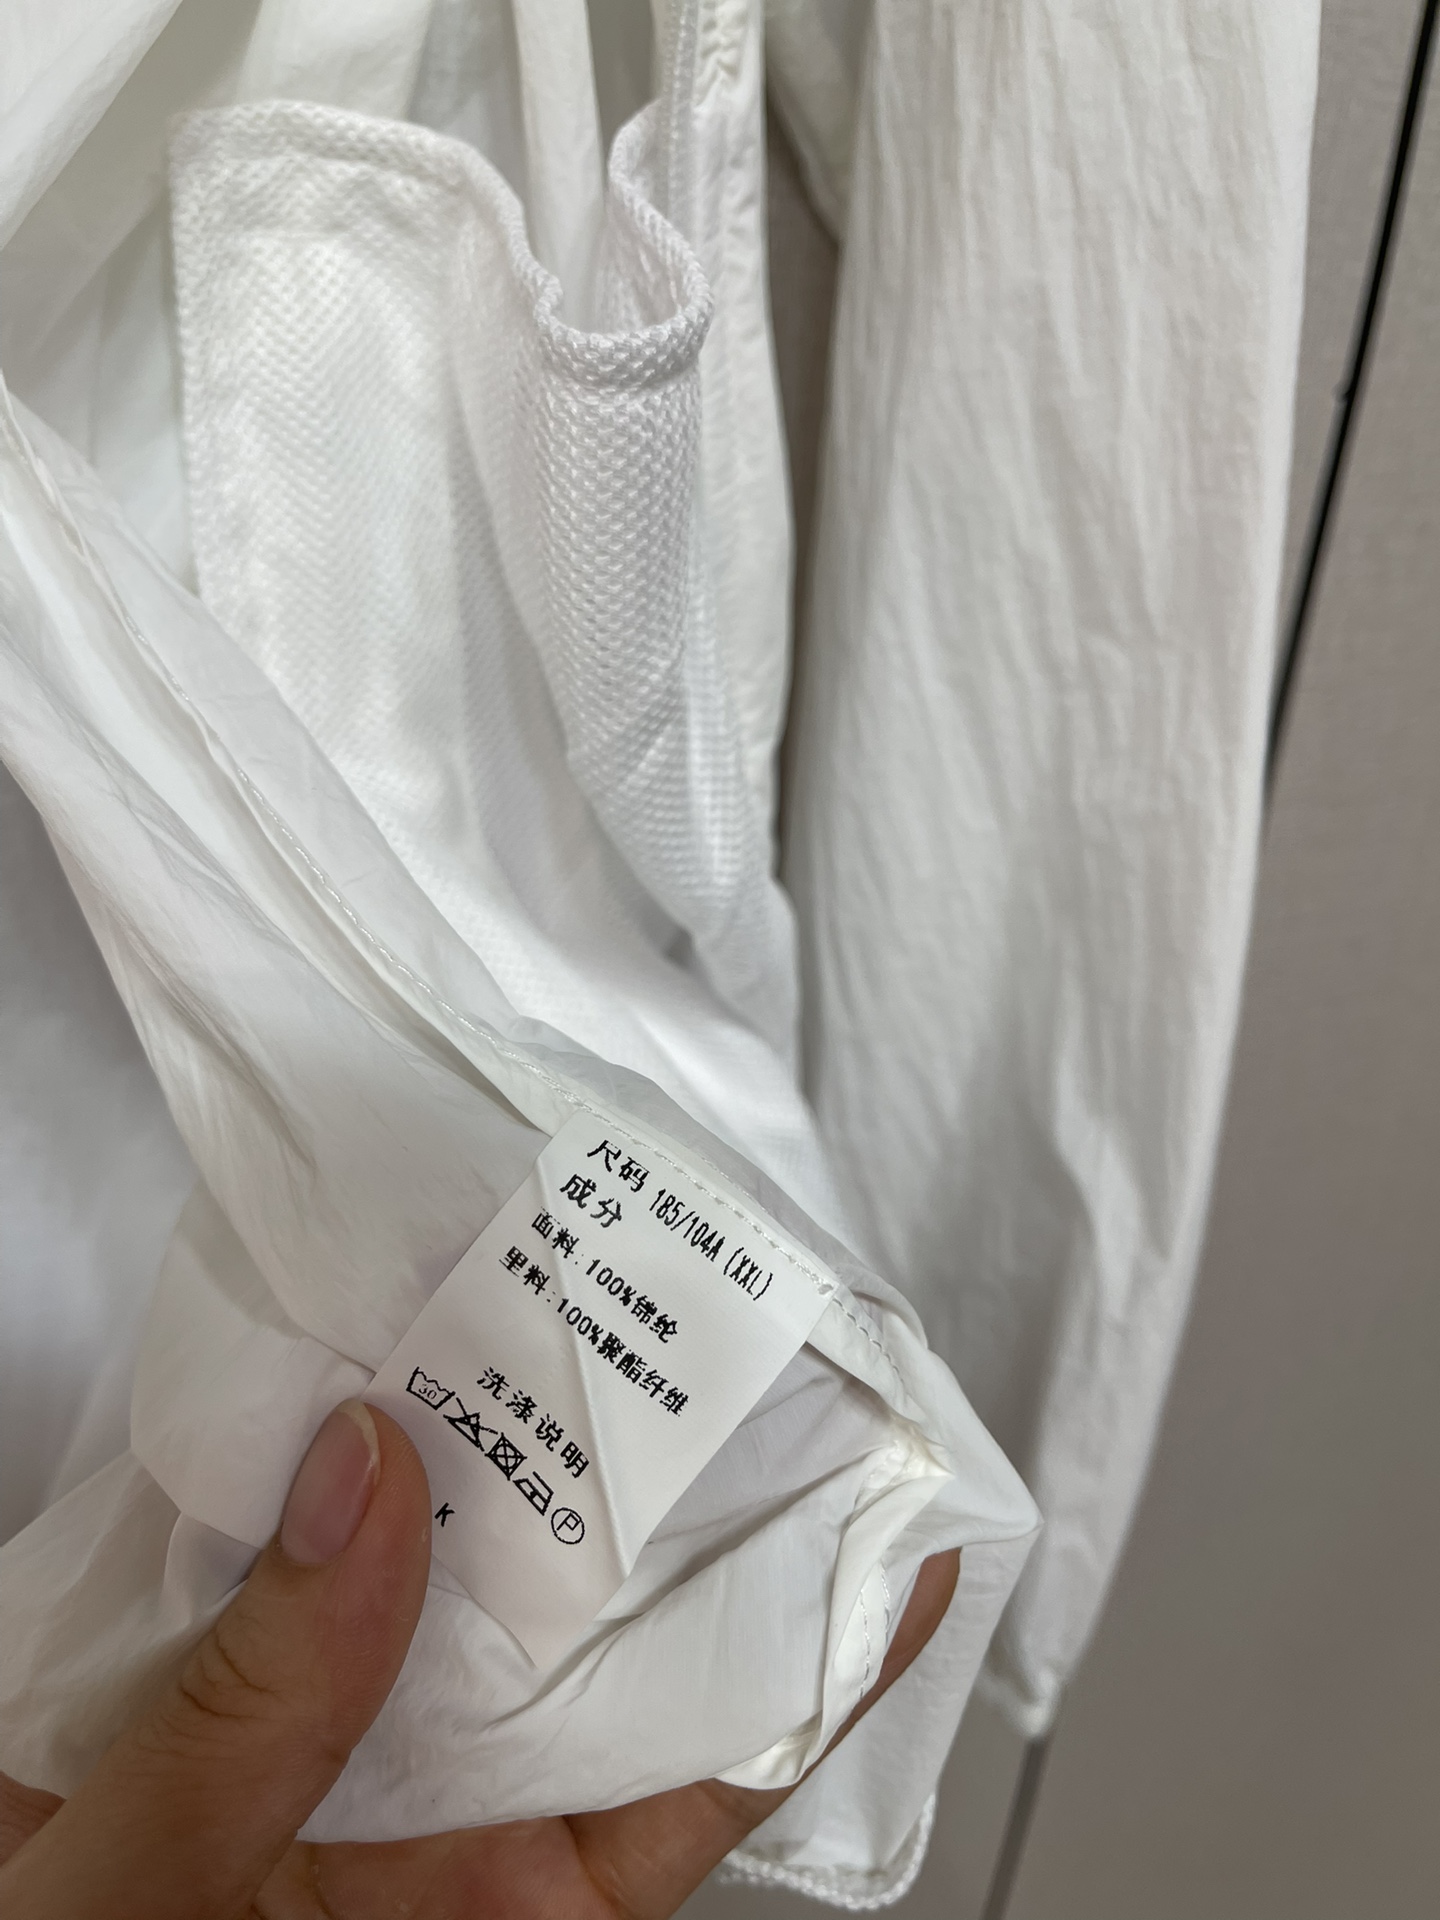 尺码 185/104A (XXL)
成分
面料:100%锦纶
里料:100%聚酯纤维
洗涤说明
30
P
K